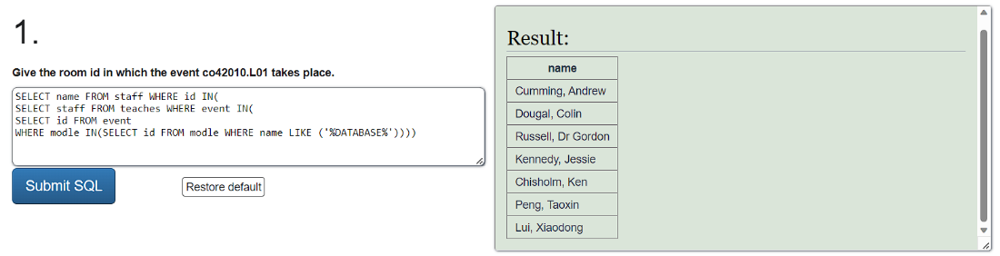 1.
Give the room id in which the event co42010.L01 takes place.
SELECT name FROM staff WHERE id IN(
SELECT staff FROM teaches WHERE event IN(
SELECT id FROM event
WHERE modle IN(SELECT id FROM modle WHERE name LIKE ('%DATABASE%'))))
Submit SQL
Restore default
Result:
name
Cumming, Andrew
Dougal, Colin
Russell, Dr Gordon
Kennedy, Jessie
Chisholm, Ken
Peng, Taoxin
Lui, Xiaodong